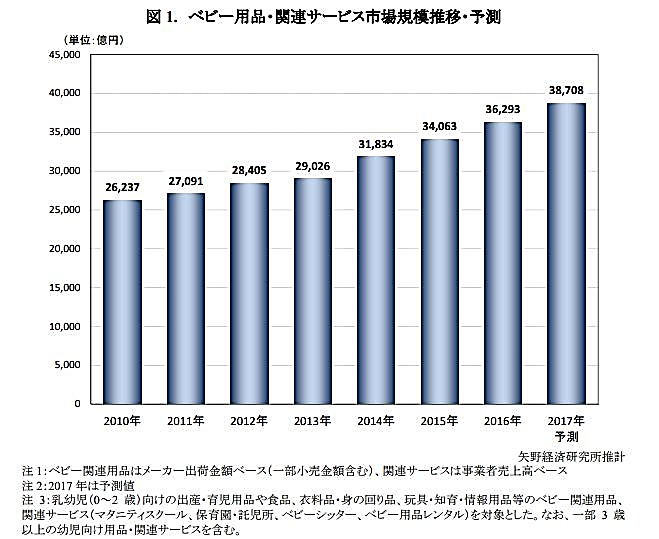 図 1. ベビー用品・関連サービス市場規模推移・予測
（単位：億円）
45,000
40,000
35,000
30,000
25,000
20,000
15,000
10,000
5,000
0
26,237
27,091
28,405
29,026
31,834
34,063
36,293
38,708
2010年
2011年
2012年
2013年
2014年
2015年
2016年
2017年
予測
矢野経済研究所推計
注 1：ベビー関連用品はメーカー出荷金額ベース（一部小売金額含む）、関連サービスは事業者売上高ベース
注 2：2017 年は予測値
注 3：乳幼児（0～2 歳）向けの出産・育児用品や食品、衣料品・身の回り品、玩具・知育・情報用品等のベビー関連用品、
関連サービス（マタニティスクール、保育園・託児所、ベビーシッター、ベビー用品レンタル）を対象とした。なお、一部 3 歳
以上の幼児向け用品・関連サービスを含む。